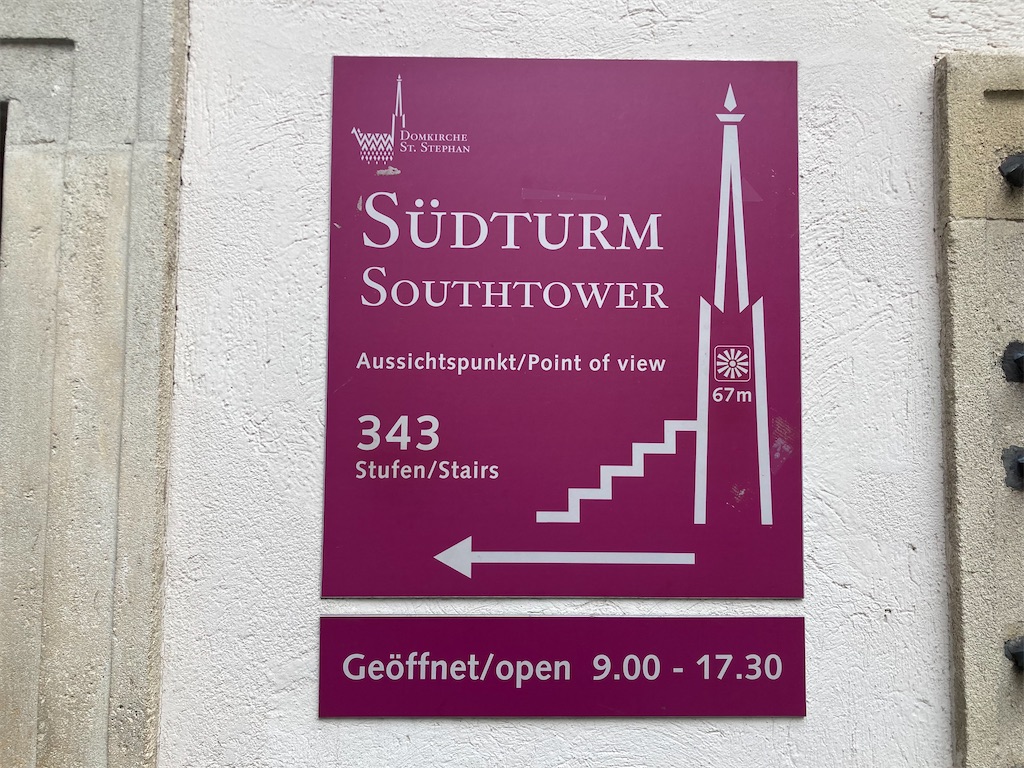 Domkirche
St. Stephan
Südturm
Southtower
Aussichtspunkt/Point of view
67m
343
Stufen/Stairs
Geöffnet/open 9.00 - 17.30